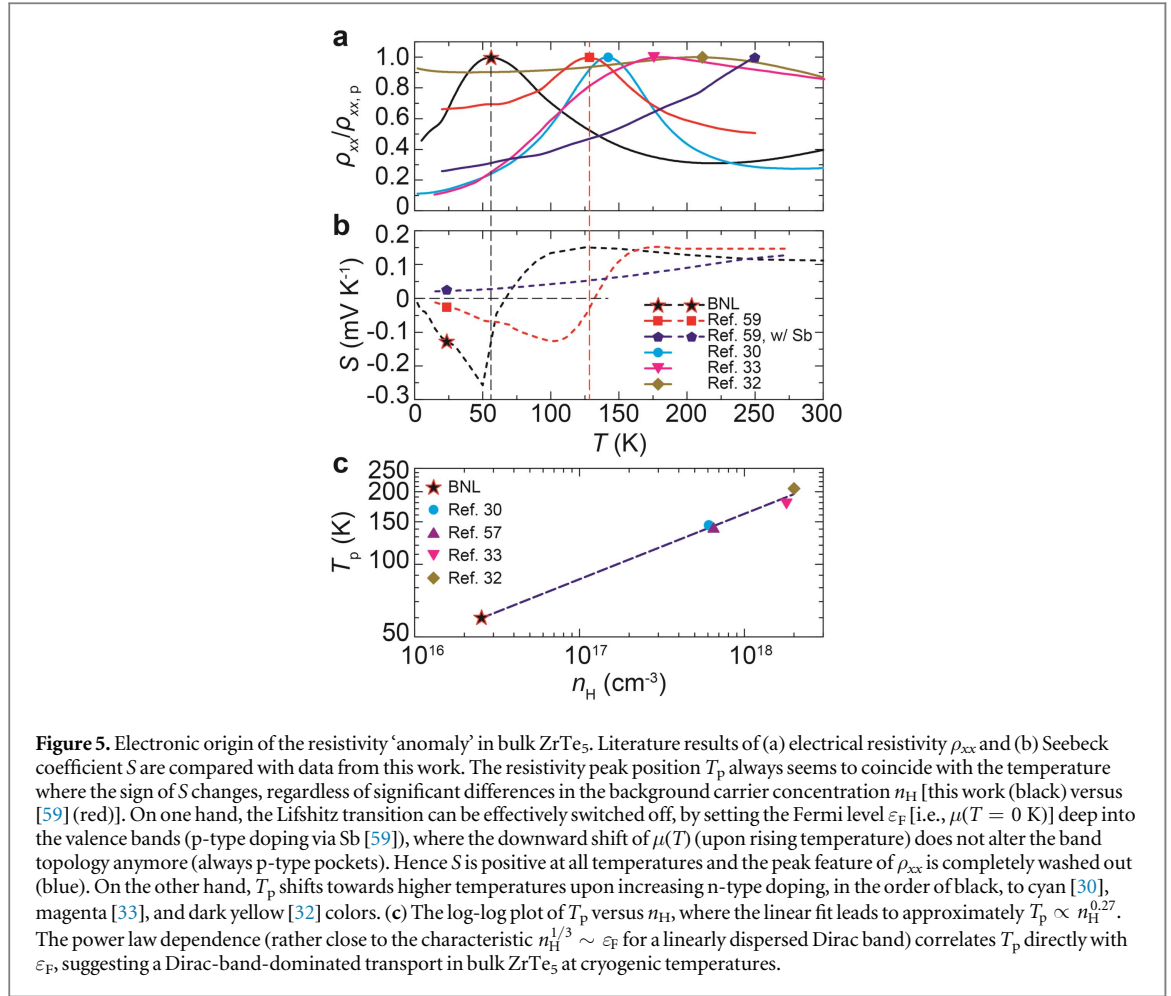 a
1.0
0.8
0.6
0.4
0.2
0
ρxx/ρxx, p
b
0.2
0.1
0
-0.1
-0.2
-0.3
S (mV K⁻¹)
BNL
Ref. 59
Ref. 59, w/ Sb
Ref. 30
Ref. 33
Ref. 32
0 50 100 150 200 250 300
T (K)
c
250
200
150
100
50
Tp (K)
BNL
Ref. 30
Ref. 57
Ref. 33
Ref. 32
10¹⁶ 10¹⁷ 10¹⁸
nH (cm⁻³)
Figure 5. Electronic origin of the resistivity ‘anomaly’ in bulk ZrTe₅. Literature results of (a) electrical resistivity ρxx and (b) Seebeck
coefficient S are compared with data from this work. The resistivity peak position Tp always seems to coincide with the temperature
where the sign of S changes, regardless of significant differences in the background carrier concentration nH [this work (black) versus
[59] (red)]. On one hand, the Lifshitz transition can be effectively switched off, by setting the Fermi level εF [i.e., μ(T = 0 K)] deep into
the valence bands (p-type doping via Sb [59]), where the downward shift of μ(T) (upon rising temperature) does not alter the band
topology anymore (always p-type pockets). Hence S is positive at all temperatures and the peak feature of ρxx is completely washed out
(blue). On the other hand, Tp shifts towards higher temperatures upon increasing n-type doping, in the order of black, to cyan [30],
magenta [33], and dark yellow [32] colors. (c) The log-log plot of Tp versus nH, where the linear fit leads to approximately Tp ∝ nH^0.27.
The power law dependence (rather close to the characteristic nH^1/3 ~ εF for a linearly dispersed Dirac band) correlates Tp directly with
εF, suggesting a Dirac-band-dominated transport in bulk ZrTe₅ at cryogenic temperatures.